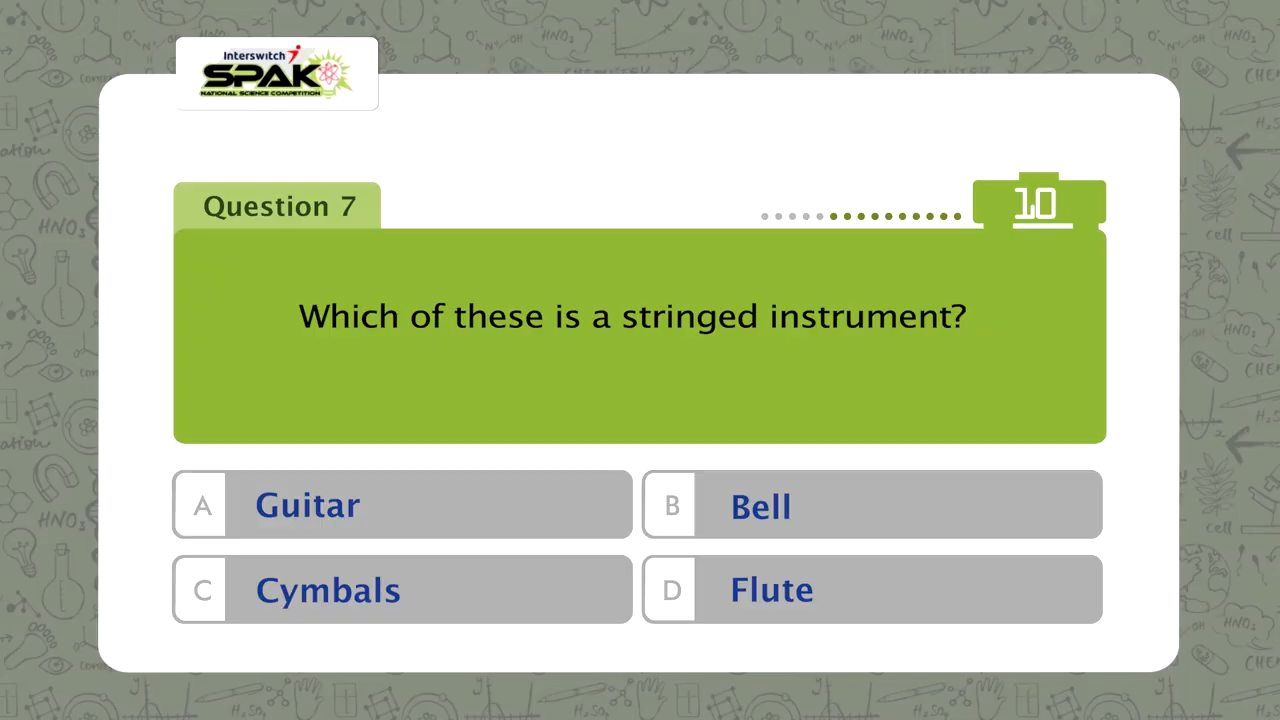 Interswitch
SPAK
NATIONAL SCIENCE COMPETITION
Question 7
10
Which of these is a stringed instrument?
A Guitar
B Bell
C Cymbals
D Flute